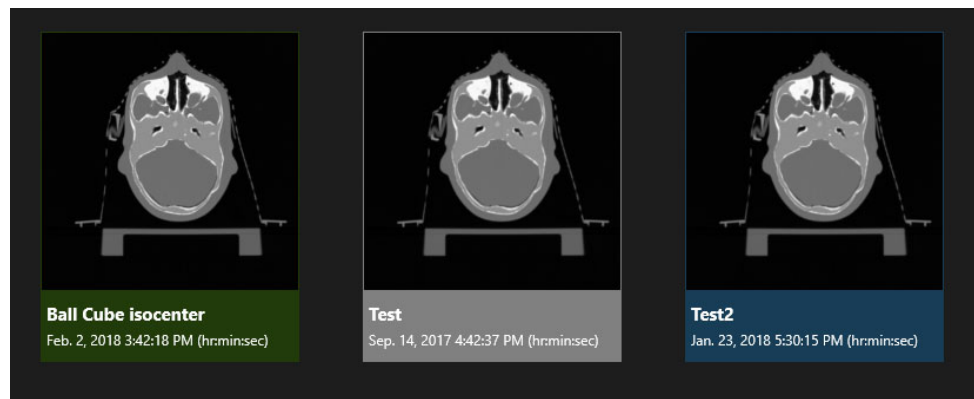 Ball Cube isocenter
Feb. 2, 2018 3:42:18 PM (hr:min:sec)
Test
Sep. 14, 2017 4:42:37 PM (hr:min:sec)
Test2
Jan. 23, 2018 5:30:15 PM (hr:min:sec)